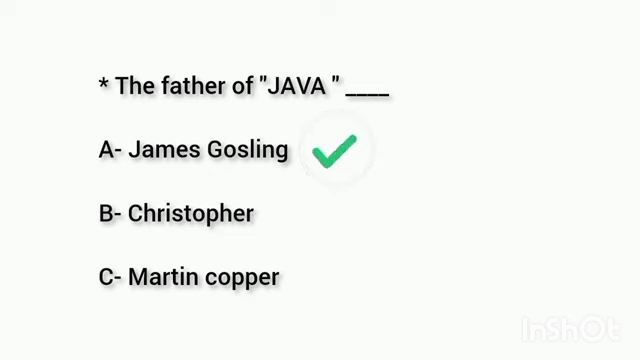 * The father of "JAVA " ____
A- James Gosling
B- Christopher
C- Martin copper
InShOt